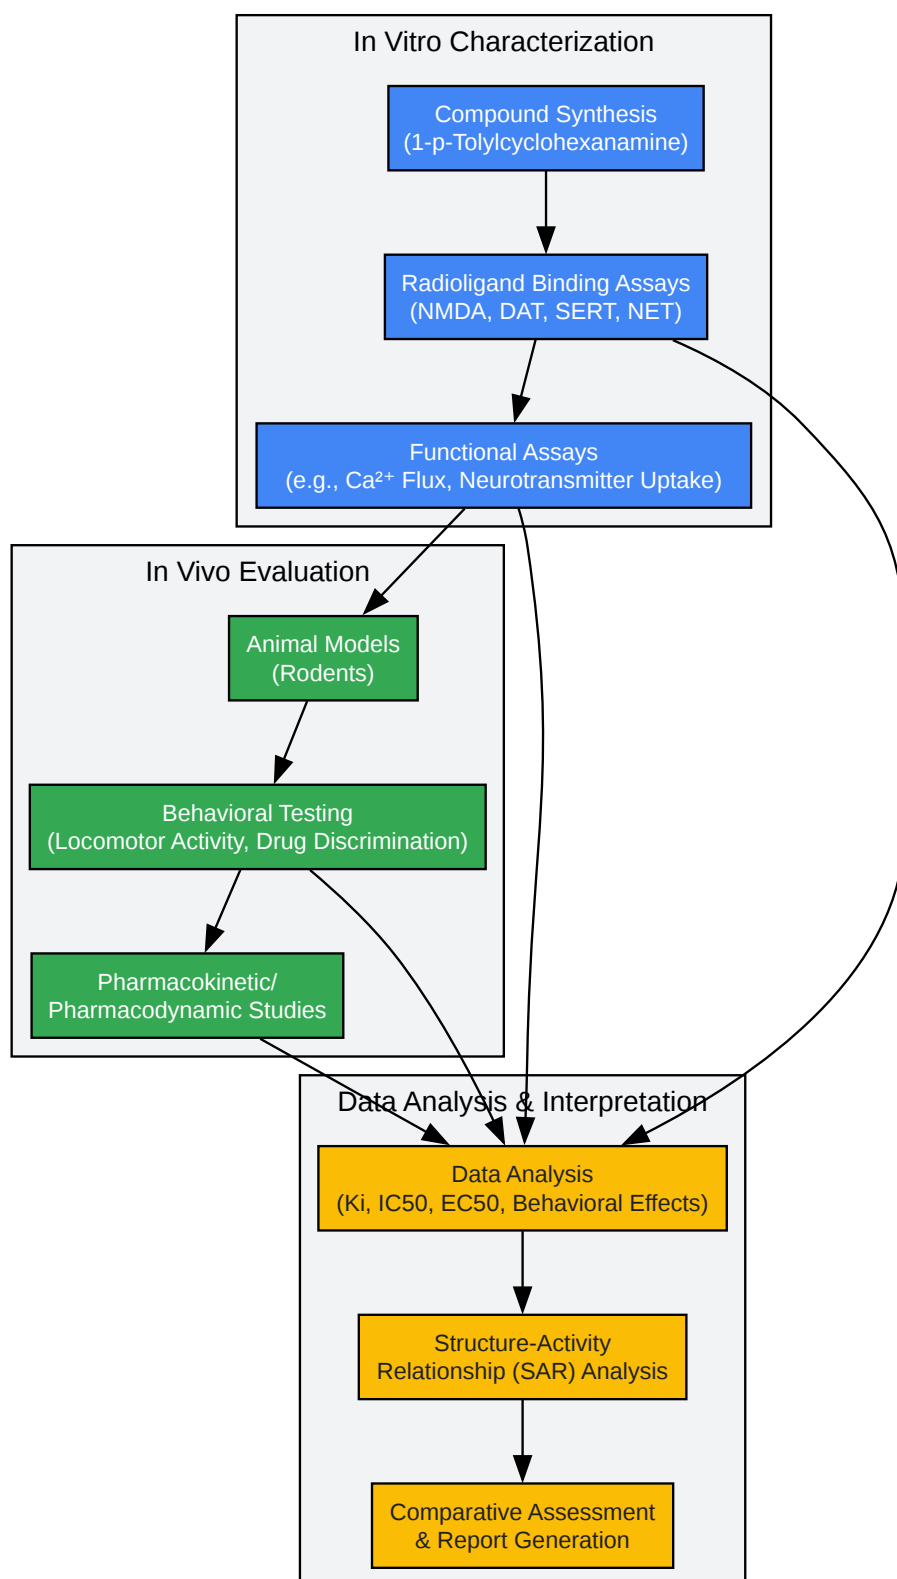 In Vitro Characterization
Compound Synthesis
(1-p-Tolylcyclohexanamine)
Radioligand Binding Assays
(NMDA, DAT, SERT, NET)
Functional Assays
(e.g., Ca²⁺ Flux, Neurotransmitter Uptake)
In Vivo Evaluation
Animal Models
(Rodents)
Behavioral Testing
(Locomotor Activity, Drug Discrimination)
Pharmacokinetic/
Pharmacodynamic Studies
Data Analysis & Interpretation
Data Analysis
(Ki, IC50, EC50, Behavioral Effects)
Structure-Activity
Relationship (SAR) Analysis
Comparative Assessment
& Report Generation